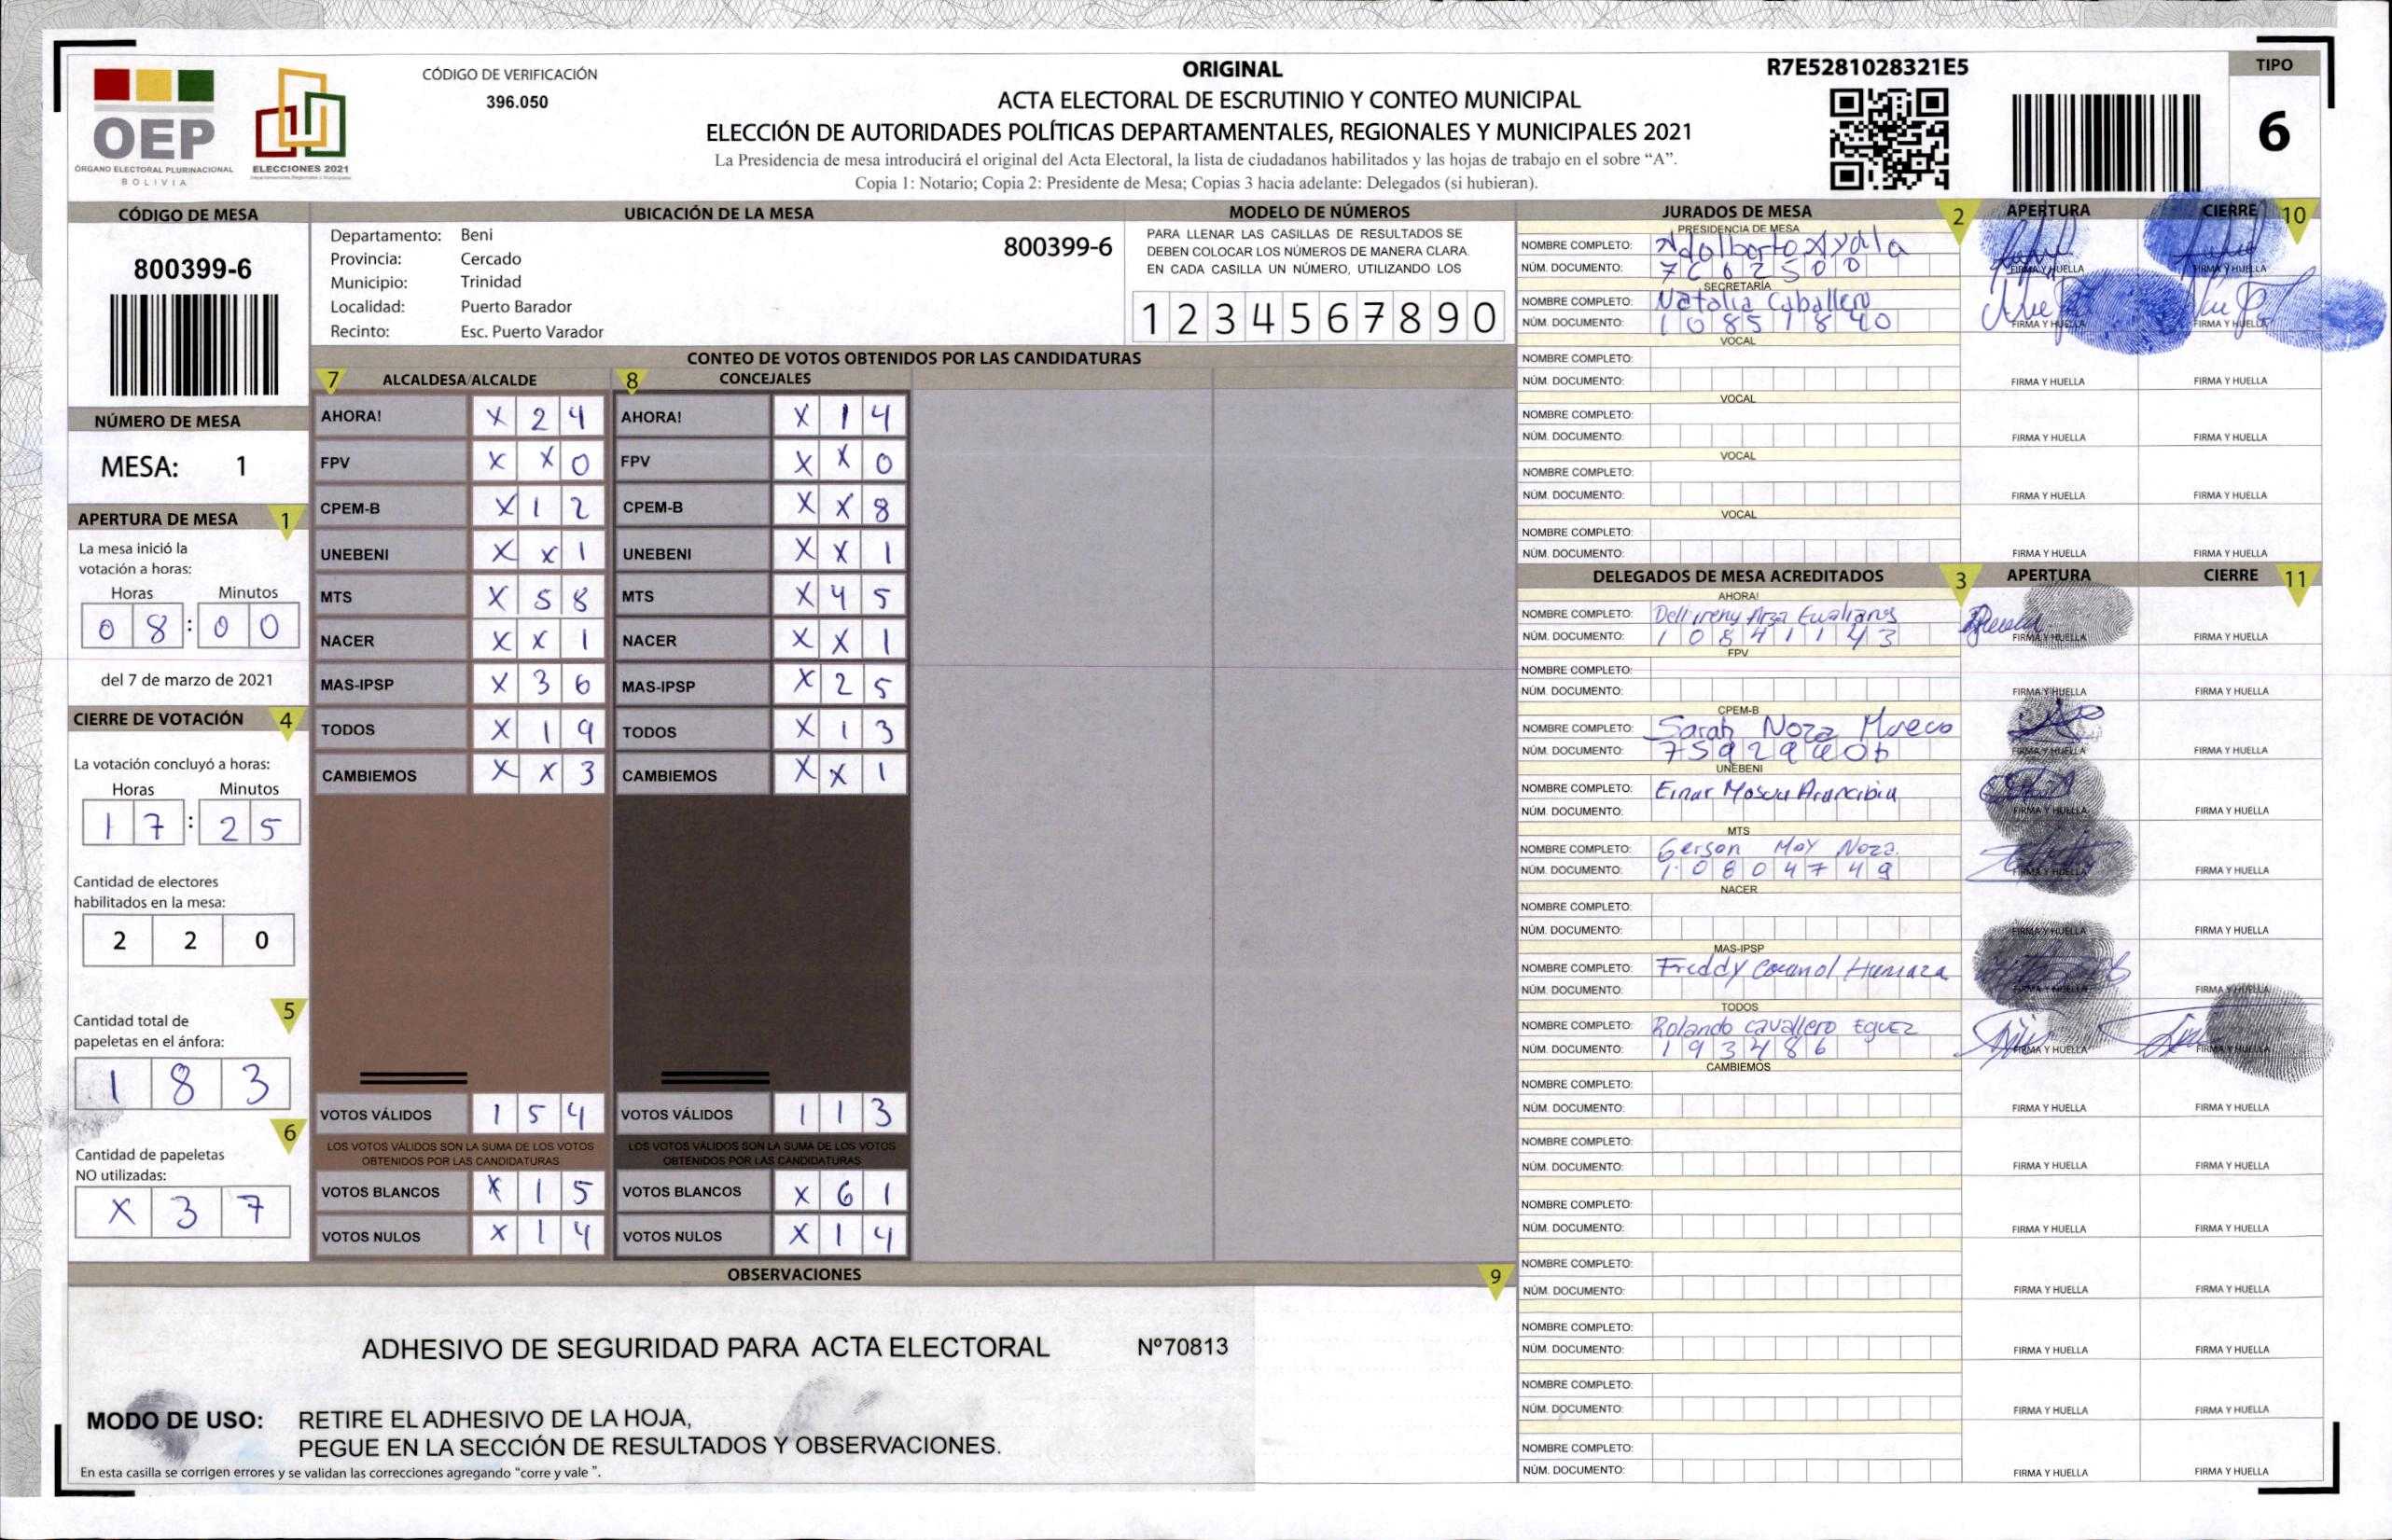 OEP
ÓRGANO ELECTORAL PLURINACIONAL
BOLIVIA
ELECCIONES 2021
CÓDIGO DE VERIFICACIÓN
396.050
ORIGINAL
ACTA ELECTORAL DE ESCRUTINIO Y CONTEO MUNICIPAL
ELECCIÓN DE AUTORIDADES POLÍTICAS DEPARTAMENTALES, REGIONALES Y MUNICIPALES 2021
La Presidencia de mesa introducirá el original del Acta Electoral, la lista de ciudadanos habilitados y las hojas de trabajo en el sobre “A”.
Copia 1: Notario; Copia 2: Presidente de Mesa; Copias 3 hacia adelante: Delegados (si hubieran).
R7E5281028321E5
TIPO
6
CÓDIGO DE MESA
800399-6
NÚMERO DE MESA
MESA: 1
APERTURA DE MESA 1
La mesa inició la
votación a horas:
Horas Minutos
0 8 : 0 0
del 7 de marzo de 2021
CIERRE DE VOTACIÓN 4
La votación concluyó a horas:
Horas Minutos
1 7 : 2 5
Cantidad de electores
habilitados en la mesa:
2 2 0
5
Cantidad total de
papeletas en el ánfora:
1 8 3
6
Cantidad de papeletas
NO utilizadas:
X 3 7
UBICACIÓN DE LA MESA
Departamento: Beni
Provincia: Cercado
Municipio: Trinidad
Localidad: Puerto Barador
Recinto: Esc. Puerto Varador
800399-6
MODELO DE NÚMEROS
PARA LLENAR LAS CASILLAS DE RESULTADOS SE
DEBEN COLOCAR LOS NÚMEROS DE MANERA CLARA.
EN CADA CASILLA UN NÚMERO, UTILIZANDO LOS
1 2 3 4 5 6 7 8 9 0
CONTEO DE VOTOS OBTENIDOS POR LAS CANDIDATURAS
7 ALCALDESA/ALCALDE 8 CONCEJALES
AHORA! X 2 4 AHORA! X 1 4
FPV X X 0 FPV X X 0
CPEM-B X 1 2 CPEM-B X X 8
UNEBENI X X 1 UNEBENI X X 1
MTS X 5 8 MTS X 4 5
NACER X X 1 NACER X X 1
MAS-IPSP X 3 6 MAS-IPSP X 2 5
TODOS X 1 9 TODOS X 1 3
CAMBIEMOS X X 3 CAMBIEMOS X X 1
VOTOS VÁLIDOS 1 5 4 VOTOS VÁLIDOS 1 1 3
LOS VOTOS VÁLIDOS SON LA SUMA DE LOS VOTOS LOS VOTOS VÁLIDOS SON LA SUMA DE LOS VOTOS
OBTENIDOS POR LAS CANDIDATURAS OBTENIDOS POR LAS CANDIDATURAS
VOTOS BLANCOS X 1 5 VOTOS BLANCOS X 6 1
VOTOS NULOS X 1 4 VOTOS NULOS X 1 4
OBSERVACIONES 9
ADHESIVO DE SEGURIDAD PARA ACTA ELECTORAL Nº70813
MODO DE USO: RETIRE EL ADHESIVO DE LA HOJA,
PEGUE EN LA SECCIÓN DE RESULTADOS Y OBSERVACIONES.
En esta casilla se corrigen errores y se validan las correcciones agregando “corre y vale ”.
JURADOS DE MESA 2 APERTURA CIERRE 10
PRESIDENCIA DE MESA
NOMBRE COMPLETO: Adalberto Ayala
NÚM. DOCUMENTO: 7 6 0 2 5 0 0 FIRMA Y HUELLA FIRMA Y HUELLA
SECRETARÍA
NOMBRE COMPLETO: Natalia Caballero
NÚM. DOCUMENTO: 1 0 8 5 1 8 4 0 FIRMA Y HUELLA FIRMA Y HUELLA
VOCAL
NOMBRE COMPLETO:
NÚM. DOCUMENTO: FIRMA Y HUELLA FIRMA Y HUELLA
VOCAL
NOMBRE COMPLETO:
NÚM. DOCUMENTO: FIRMA Y HUELLA FIRMA Y HUELLA
VOCAL
NOMBRE COMPLETO:
NÚM. DOCUMENTO: FIRMA Y HUELLA FIRMA Y HUELLA
VOCAL
NOMBRE COMPLETO:
NÚM. DOCUMENTO: FIRMA Y HUELLA FIRMA Y HUELLA
DELEGADOS DE MESA ACREDITADOS 3 APERTURA CIERRE 11
AHORA!
NOMBRE COMPLETO:
NÚM. DOCUMENTO: 1 0 8 4 1 1 4 3 FIRMA Y HUELLA FIRMA Y HUELLA
FPV
NOMBRE COMPLETO:
NÚM. DOCUMENTO: FIRMA Y HUELLA FIRMA Y HUELLA
CPEM-B
NOMBRE COMPLETO: Sarah Noza
NÚM. DOCUMENTO: FIRMA Y HUELLA FIRMA Y HUELLA
UNEBENI
NOMBRE COMPLETO: Einar Arancibia
NÚM. DOCUMENTO: FIRMA Y HUELLA FIRMA Y HUELLA
MTS
NOMBRE COMPLETO: Gerson Moy Noza.
NÚM. DOCUMENTO: 1 0 8 0 4 7 4 9 FIRMA Y HUELLA FIRMA Y HUELLA
NACER
NOMBRE COMPLETO:
NÚM. DOCUMENTO: FIRMA Y HUELLA FIRMA Y HUELLA
MAS-IPSP
NOMBRE COMPLETO: Freddy
NÚM. DOCUMENTO: FIRMA Y HUELLA FIRMA Y HUELLA
TODOS
NOMBRE COMPLETO: Rolando Cavallero Eguez
NÚM. DOCUMENTO: 1 9 3 4 8 6 FIRMA Y HUELLA FIRMA Y HUELLA
CAMBIEMOS
NOMBRE COMPLETO:
NÚM. DOCUMENTO: FIRMA Y HUELLA FIRMA Y HUELLA
NOMBRE COMPLETO:
NÚM. DOCUMENTO: FIRMA Y HUELLA FIRMA Y HUELLA
NOMBRE COMPLETO:
NÚM. DOCUMENTO: FIRMA Y HUELLA FIRMA Y HUELLA
NOMBRE COMPLETO:
NÚM. DOCUMENTO: FIRMA Y HUELLA FIRMA Y HUELLA
NOMBRE COMPLETO:
NÚM. DOCUMENTO: FIRMA Y HUELLA FIRMA Y HUELLA
NOMBRE COMPLETO:
NÚM. DOCUMENTO: FIRMA Y HUELLA FIRMA Y HUELLA
NOMBRE COMPLETO:
NÚM. DOCUMENTO: FIRMA Y HUELLA FIRMA Y HUELLA